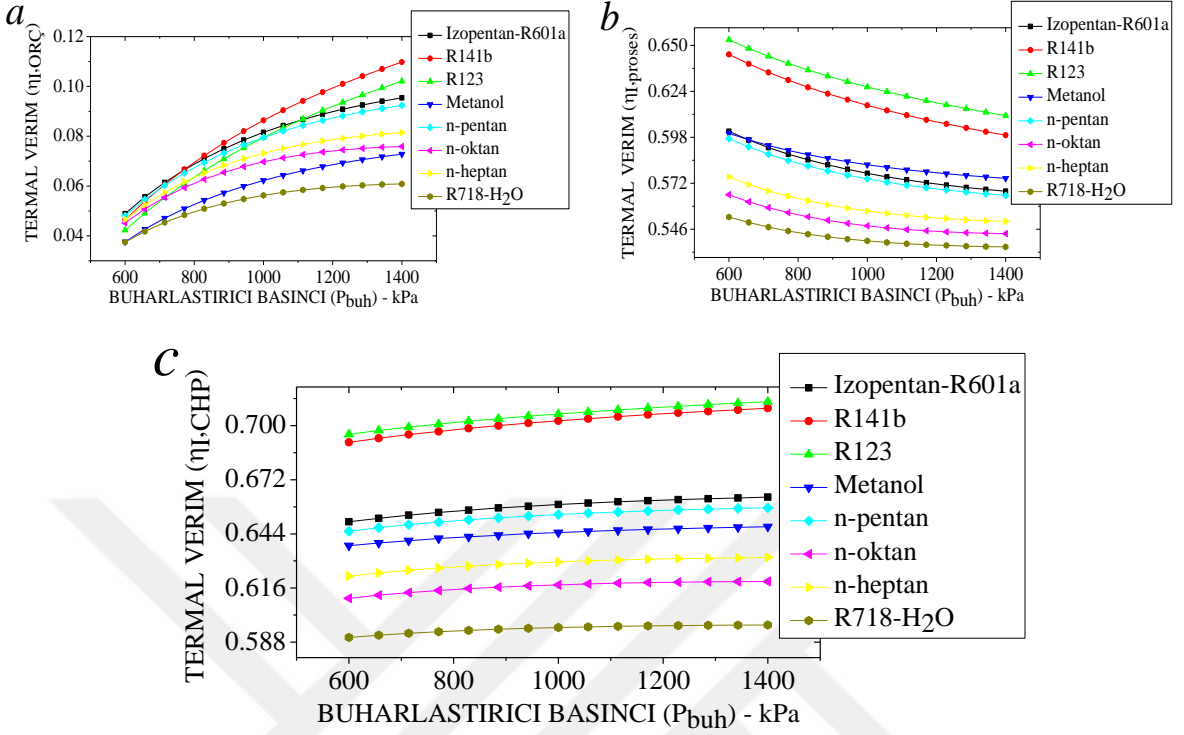 a
TERMAL VERİM (ηI,ORÇ)
0.12
0.10
0.08
0.06
0.04
600
800
1000
1200
1400
BUHARLASTIRICI BASINCI (Pbuh) - kPa
Izopentan-R601a
R141b
R123
Metanol
n-pentan
n-oktan
n-heptan
R718-H2O
b
TERMAL VERİM (ηI,proses)
0.650
0.624
0.598
0.572
0.546
600
800
1000
1200
1400
BUHARLASTIRICI BASINCI (Pbuh) - kPa
Izopentan-R601a
R141b
R123
Metanol
n-pentan
n-oktan
n-heptan
R718-H2O
c
TERMAL VERİM (ηI,CHP)
0.700
0.672
0.644
0.616
0.588
600
800
1000
1200
1400
BUHARLASTIRICI BASINCI (Pbuh) - kPa
Izopentan-R601a
R141b
R123
Metanol
n-pentan
n-oktan
n-heptan
R718-H2O